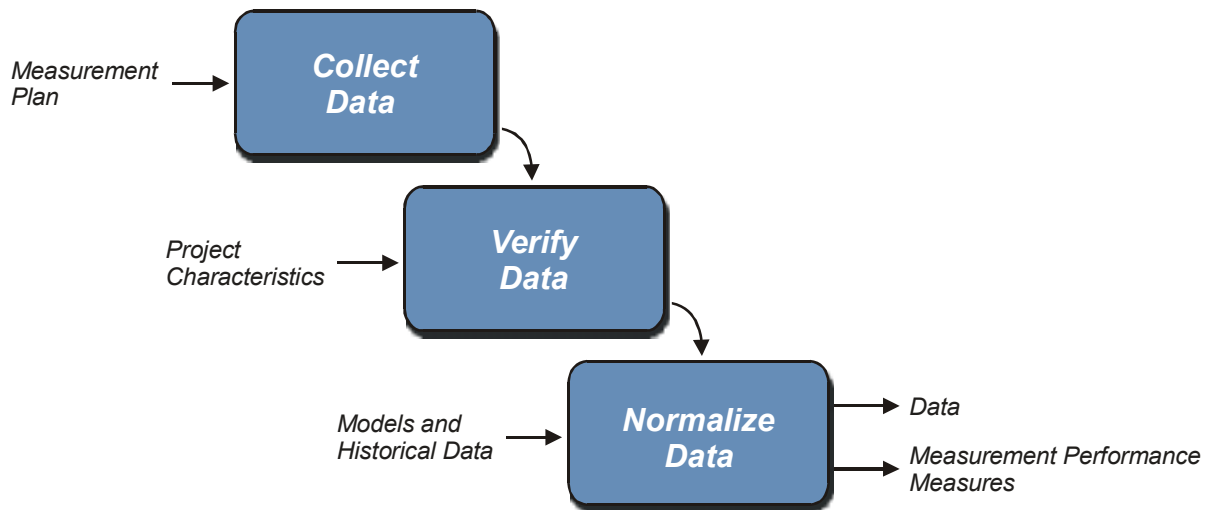 Collect
Data
Measurement
Plan
Verify
Data
Project
Characteristics
Normalize
Data
Models and
Historical Data
Data
Measurement Performance
Measures